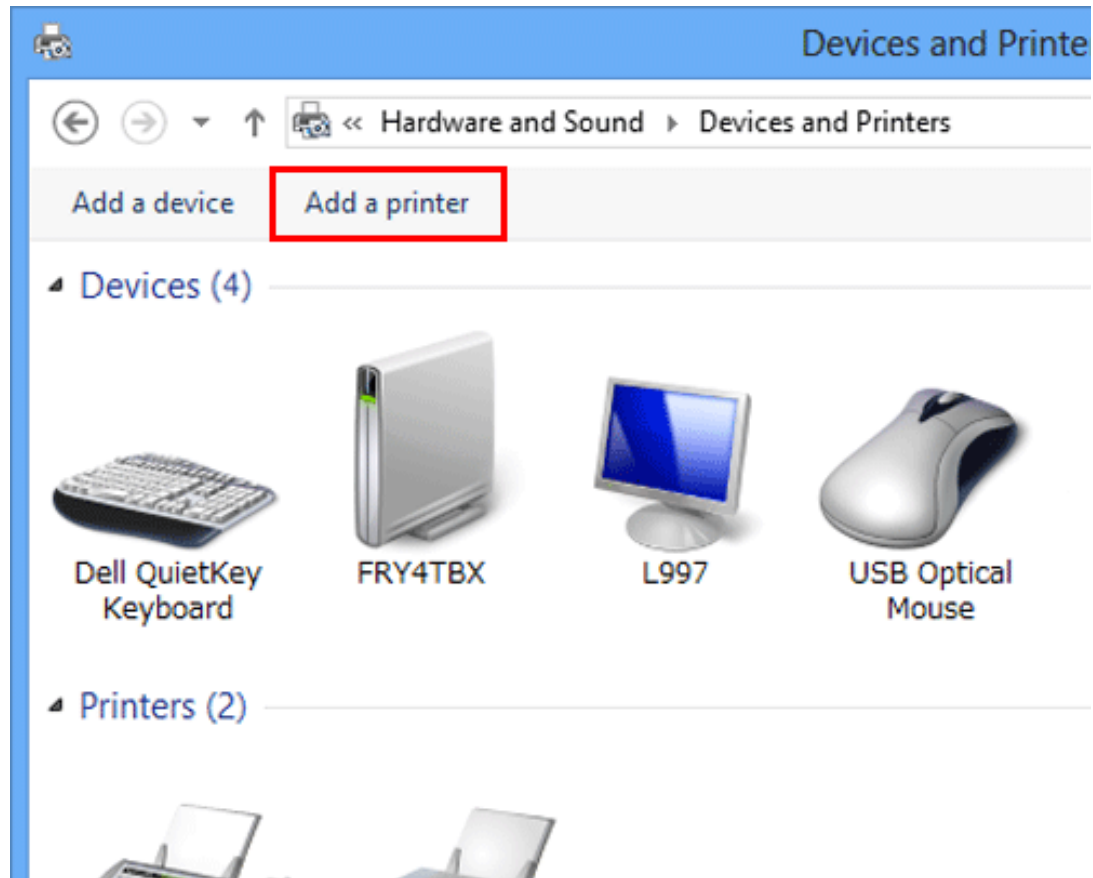 Devices and Printe
« Hardware and Sound ▸ Devices and Printers
Add a device Add a printer
Devices (4)
Dell QuietKey Keyboard
FRY4TBX
L997
USB Optical Mouse
Printers (2)